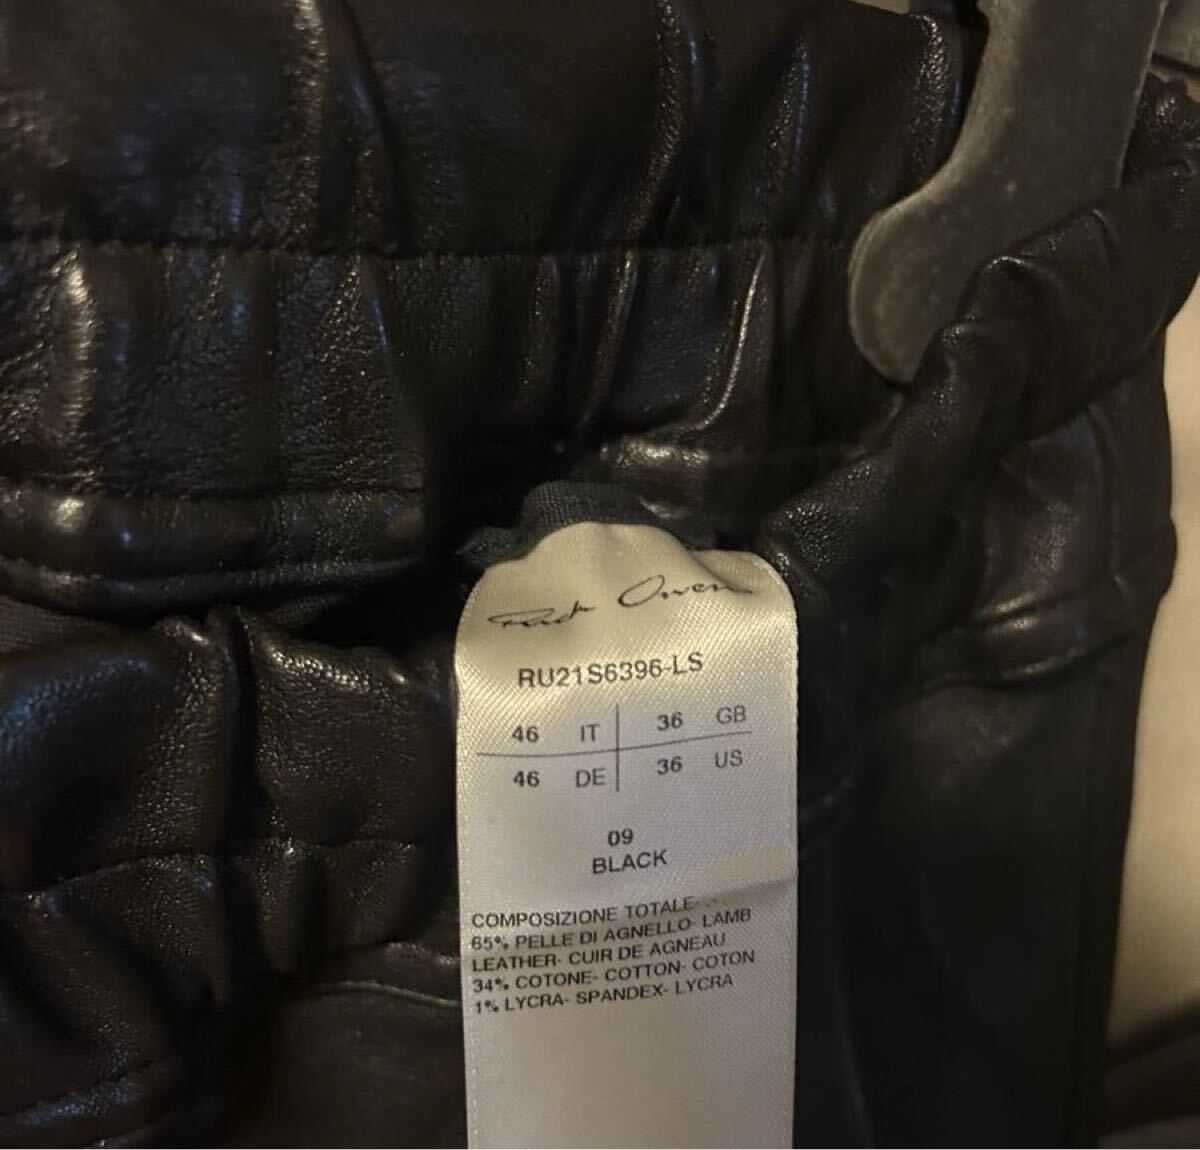 Rick Owens
RU21S6396-LS
46 IT 36 GB
46 DE 36 US
09
BLACK
COMPOSIZIONE TOTALE-
65% PELLE DI AGNELLO- LAMB
LEATHER- CUIR DE AGNEAU
34% COTONE- COTTON- COTON
1% LYCRA- SPANDEX- LYCRA